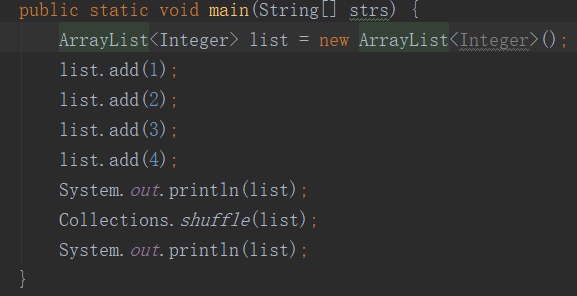 public static void main(String[] strs) {
ArrayList<Integer> list = new ArrayList<Integer>();
list.add(1);
list.add(2);
list.add(3);
list.add(4);
System.out.println(list);
Collections.shuffle(list);
System.out.println(list);
}